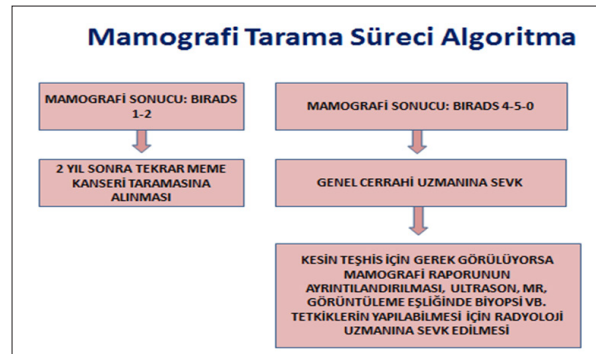 Mamografi Tarama Süreci Algoritma
MAMOGRAFİ SONUCU: BIRADS
1-2
2 YIL SONRA TEKRAR MEME
KANSERİ TARAMASINA
ALINMASI
MAMOGRAFİ SONUCU: BIRADS 4-5-0
GENEL CERRAHİ UZMANINA SEVK
KESİN TEŞHİS İÇİN GEREK GÖRÜLÜYORSA
MAMOGRAFİ RAPORUNUN
AYRINTILANDIRILMASI, ULTRASON, MR,
GÖRÜNTÜLEME EŞLİĞİNDE BİYOPSİ VB.
TETKİKLERİN YAPILABİLMESİ İÇİN RADYOLOJİ
UZMANINA SEVK EDİLMESİ